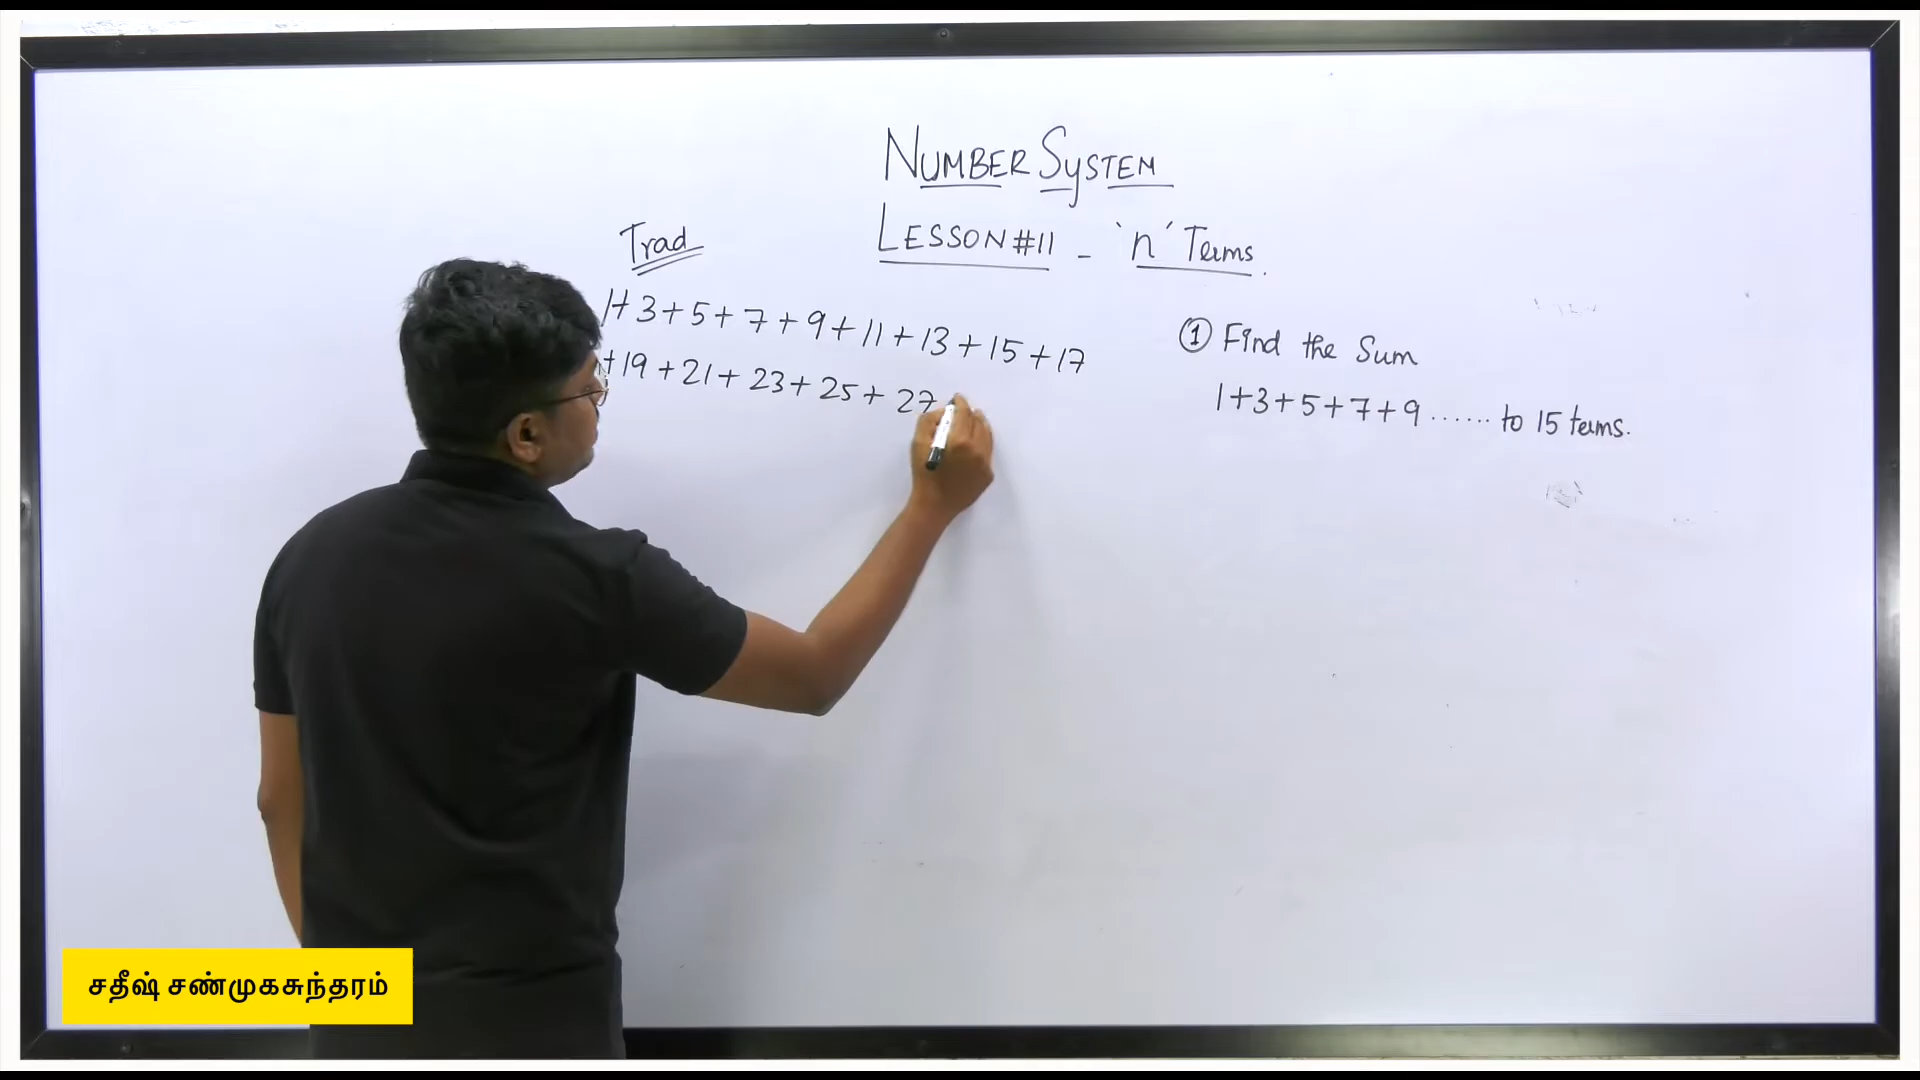 NUMBER SYSTEM
LESSON #11 - 'n' Terms.
Trad
1+3+5+7+9+11+13+15+17
+19+21+23+25+27
① Find the Sum
1+3+5+7+9 ...... to 15 terms.
சதீஷ் சண்முகசுந்தரம்